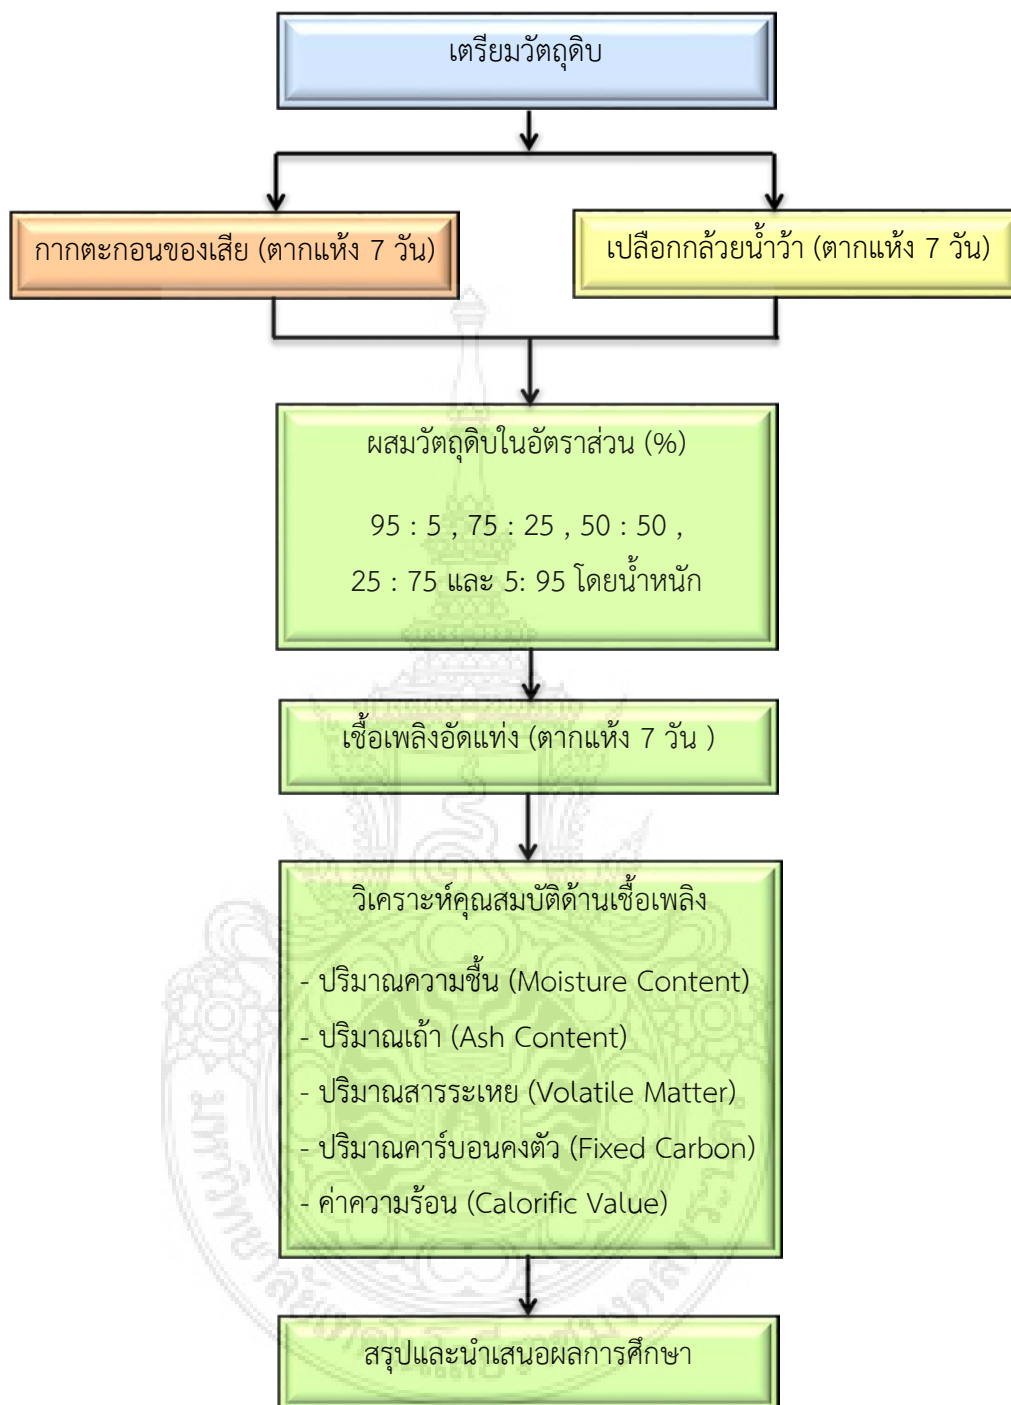 เตรียมวัตถุดิบ
กากตะกอนของเสีย (ตากแห้ง 7 วัน)
เปลือกกล้วยน้ำว้า (ตากแห้ง 7 วัน)
ผสมวัตถุดิบในอัตราส่วน (%)
95 : 5 , 75 : 25 , 50 : 50 ,
25 : 75 และ 5: 95 โดยน้ำหนัก
เชื้อเพลิงอัดแท่ง (ตากแห้ง 7 วัน )
วิเคราะห์คุณสมบัติด้านเชื้อเพลิง
- ปริมาณความชื้น (Moisture Content)
- ปริมาณเถ้า (Ash Content)
- ปริมาณสารระเหย (Volatile Matter)
- ปริมาณคาร์บอนคงตัว (Fixed Carbon)
- ค่าความร้อน (Calorific Value)
สรุปและนำเสนอผลการศึกษา